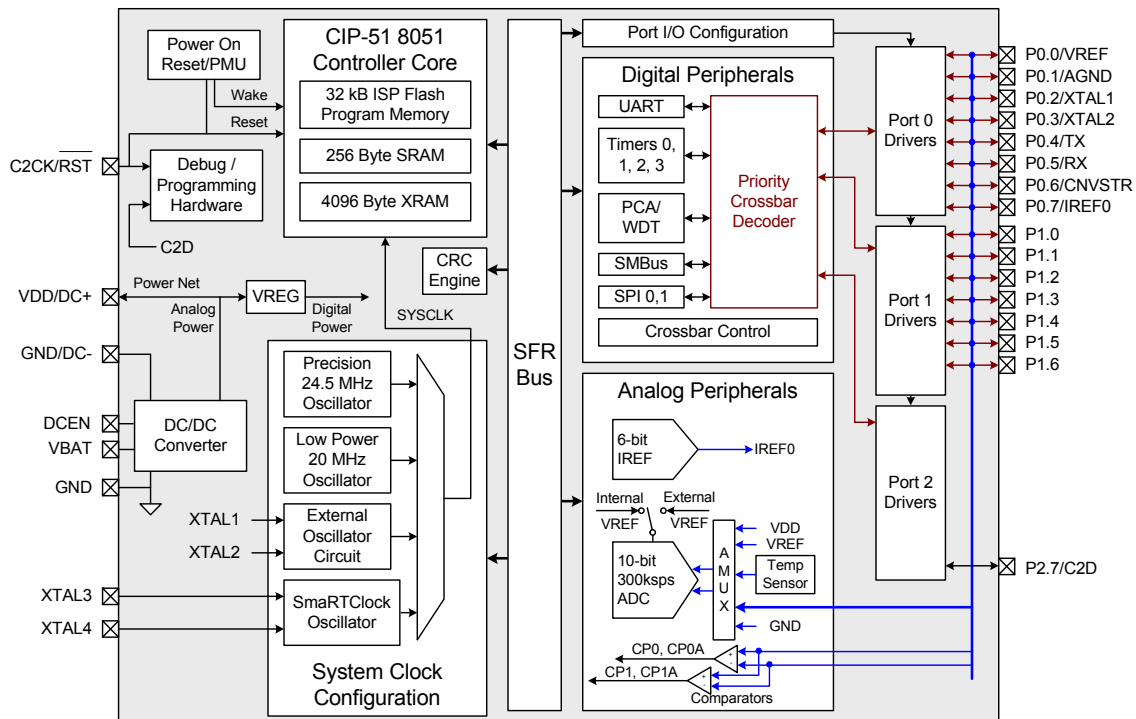 Power On
Reset/PMU
Wake
Reset
C2CK/RST
Debug /
Programming
Hardware
C2D
CIP-51 8051
Controller Core
32 kB ISP Flash
Program Memory
256 Byte SRAM
4096 Byte XRAM
CRC
Engine
VDD/DC+
Power Net
Analog
Power
VREG
Digital
Power
SYSCLK
GND/DC-
DCEN
VBAT
GND
DC/DC
Converter
XTAL1
XTAL2
XTAL3
XTAL4
Precision
24.5 MHz
Oscillator
Low Power
20 MHz
Oscillator
External
Oscillator
Circuit
SmaRTClock
Oscillator
System Clock
Configuration
SFR
Bus
Port I/O Configuration
Digital Peripherals
UART
Timers 0,
1, 2, 3
PCA/
WDT
SMBus
SPI 0,1
Priority
Crossbar
Decoder
Crossbar Control
Analog Peripherals
6-bit
IREF
IREF0
Internal
VREF
External
VREF
10-bit
300ksps
ADC
A
M
U
X
VDD
VREF
Temp
Sensor
GND
CP0, CP0A
+
-
CP1, CP1A
+
-
Comparators
Port 0
Drivers
Port 1
Drivers
Port 2
Drivers
P0.0/VREF
P0.1/AGND
P0.2/XTAL1
P0.3/XTAL2
P0.4/TX
P0.5/RX
P0.6/CNVSTR
P0.7/IREF0
P1.0
P1.1
P1.2
P1.3
P1.4
P1.5
P1.6
P2.7/C2D